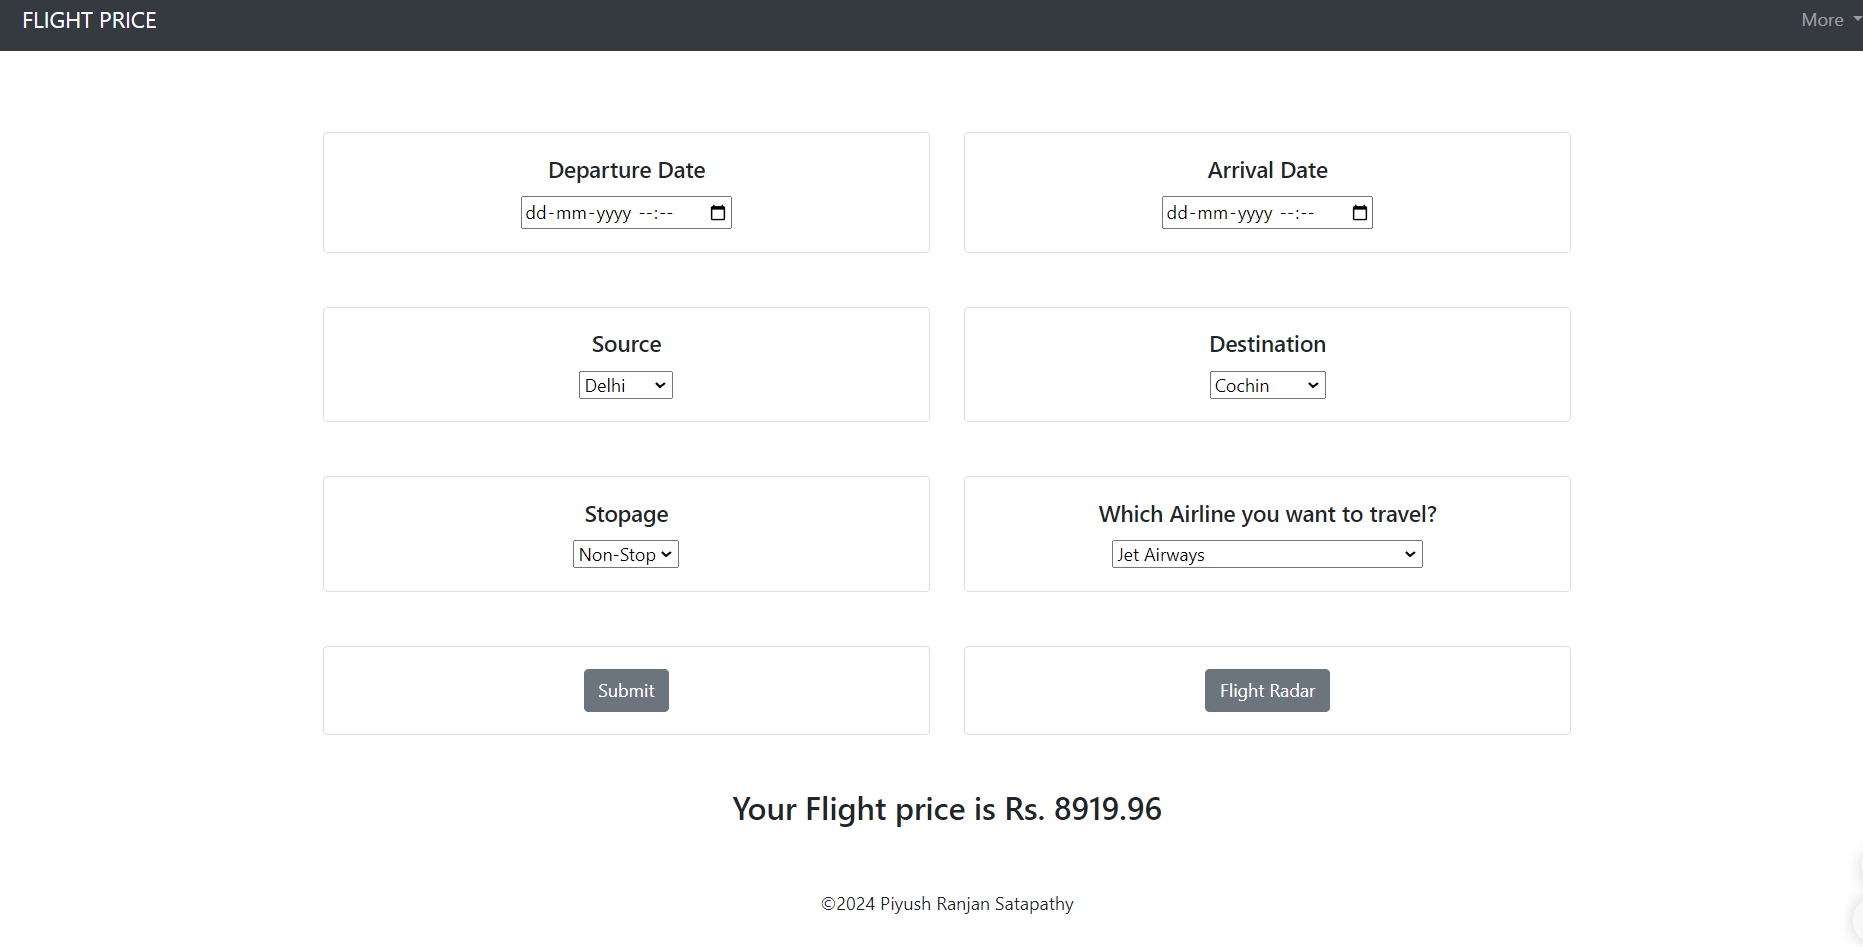 FLIGHT PRICE
More
Departure Date
Arrival Date
dd-mm-yyyy --:--
dd-mm-yyyy --:--
Source
Destination
Delhi
Cochin
Stopage
Which Airline you want to travel?
Non-Stop
Jet Airways
Submit
Flight Radar
Your Flight price is Rs. 8919.96
©2024 Piyush Ranjan Satapathy